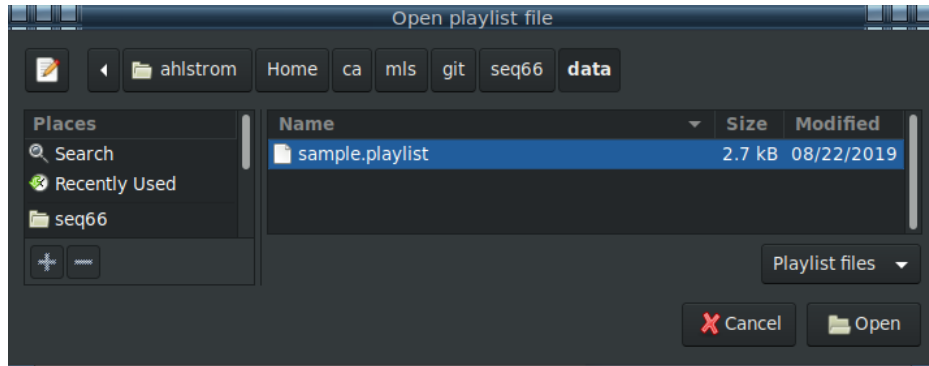 Open playlist file
ahlstrom Home ca mls git seq66 data
Places
Search
Recently Used
seq66
Name Size Modified
sample.playlist 2.7 kB 08/22/2019
Playlist files
Cancel Open